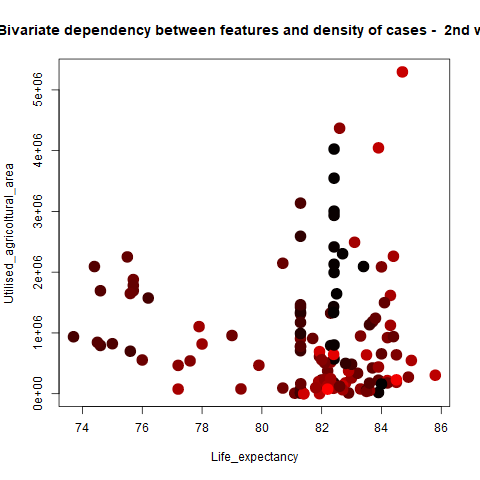 Bivariate dependency between features and density of cases - 2nd w
Utilised_agricoltural_area
0e+00 1e+06 2e+06 3e+06 4e+06 5e+06
74 76 78 80 82 84 86
Life_expectancy